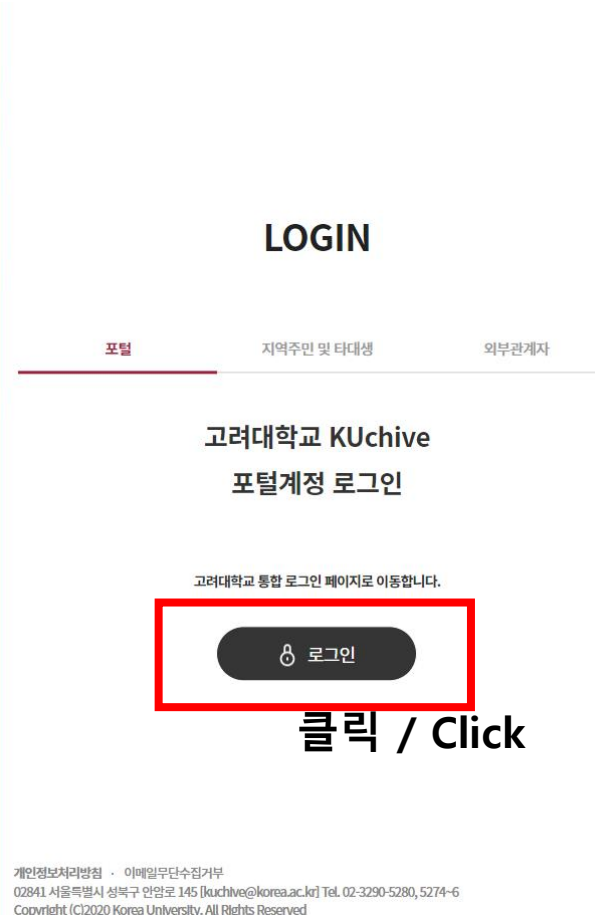 LOGIN
포털 지역주민 및 타대생 외부관계자
고려대학교 KUchive
포털계정 로그인
고려대학교 통합 로그인 페이지로 이동합니다.
로그인
클릭 / Click
개인정보처리방침 · 이메일무단수집거부
02841 서울특별시 성북구 안암로 145 [kuchive@korea.ac.kr] Tel. 02-3290-5280, 5274~6
Copyright (C)2020 Korea University. All Rights Reserved